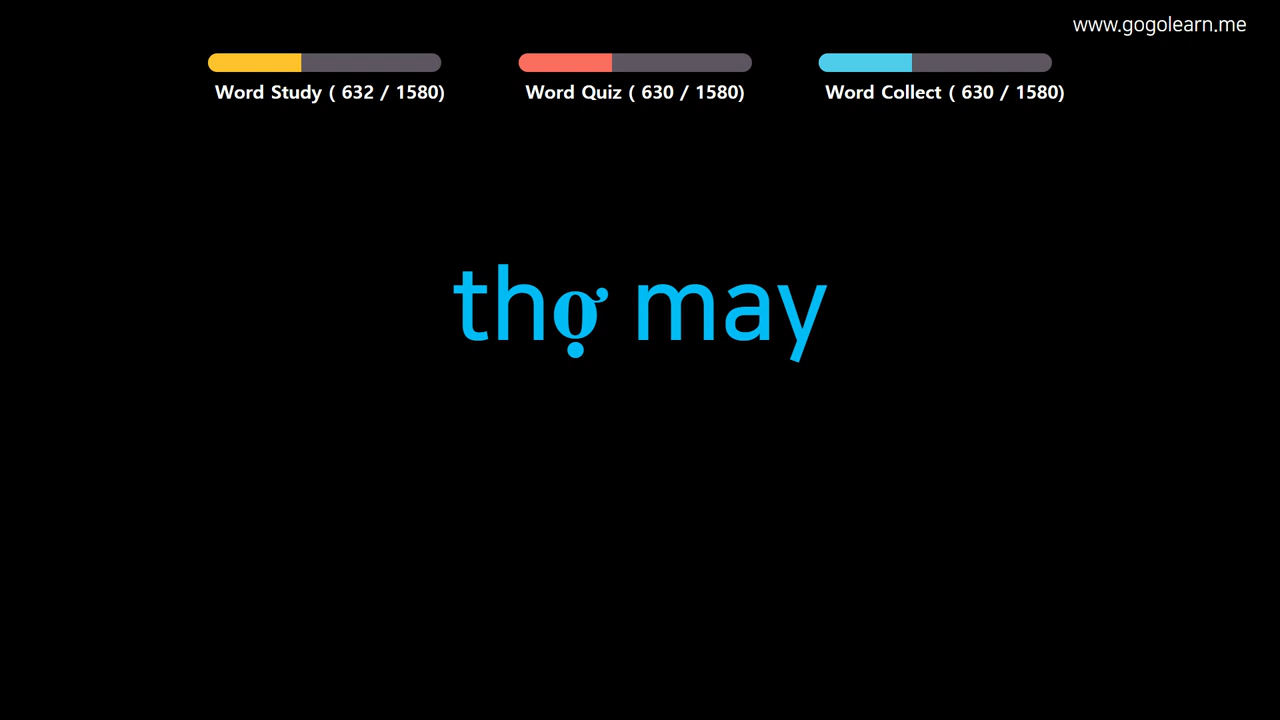 www.gogolearn.me
Word Study ( 632 / 1580)
Word Quiz ( 630 / 1580)
Word Collect ( 630 / 1580)
thợ may